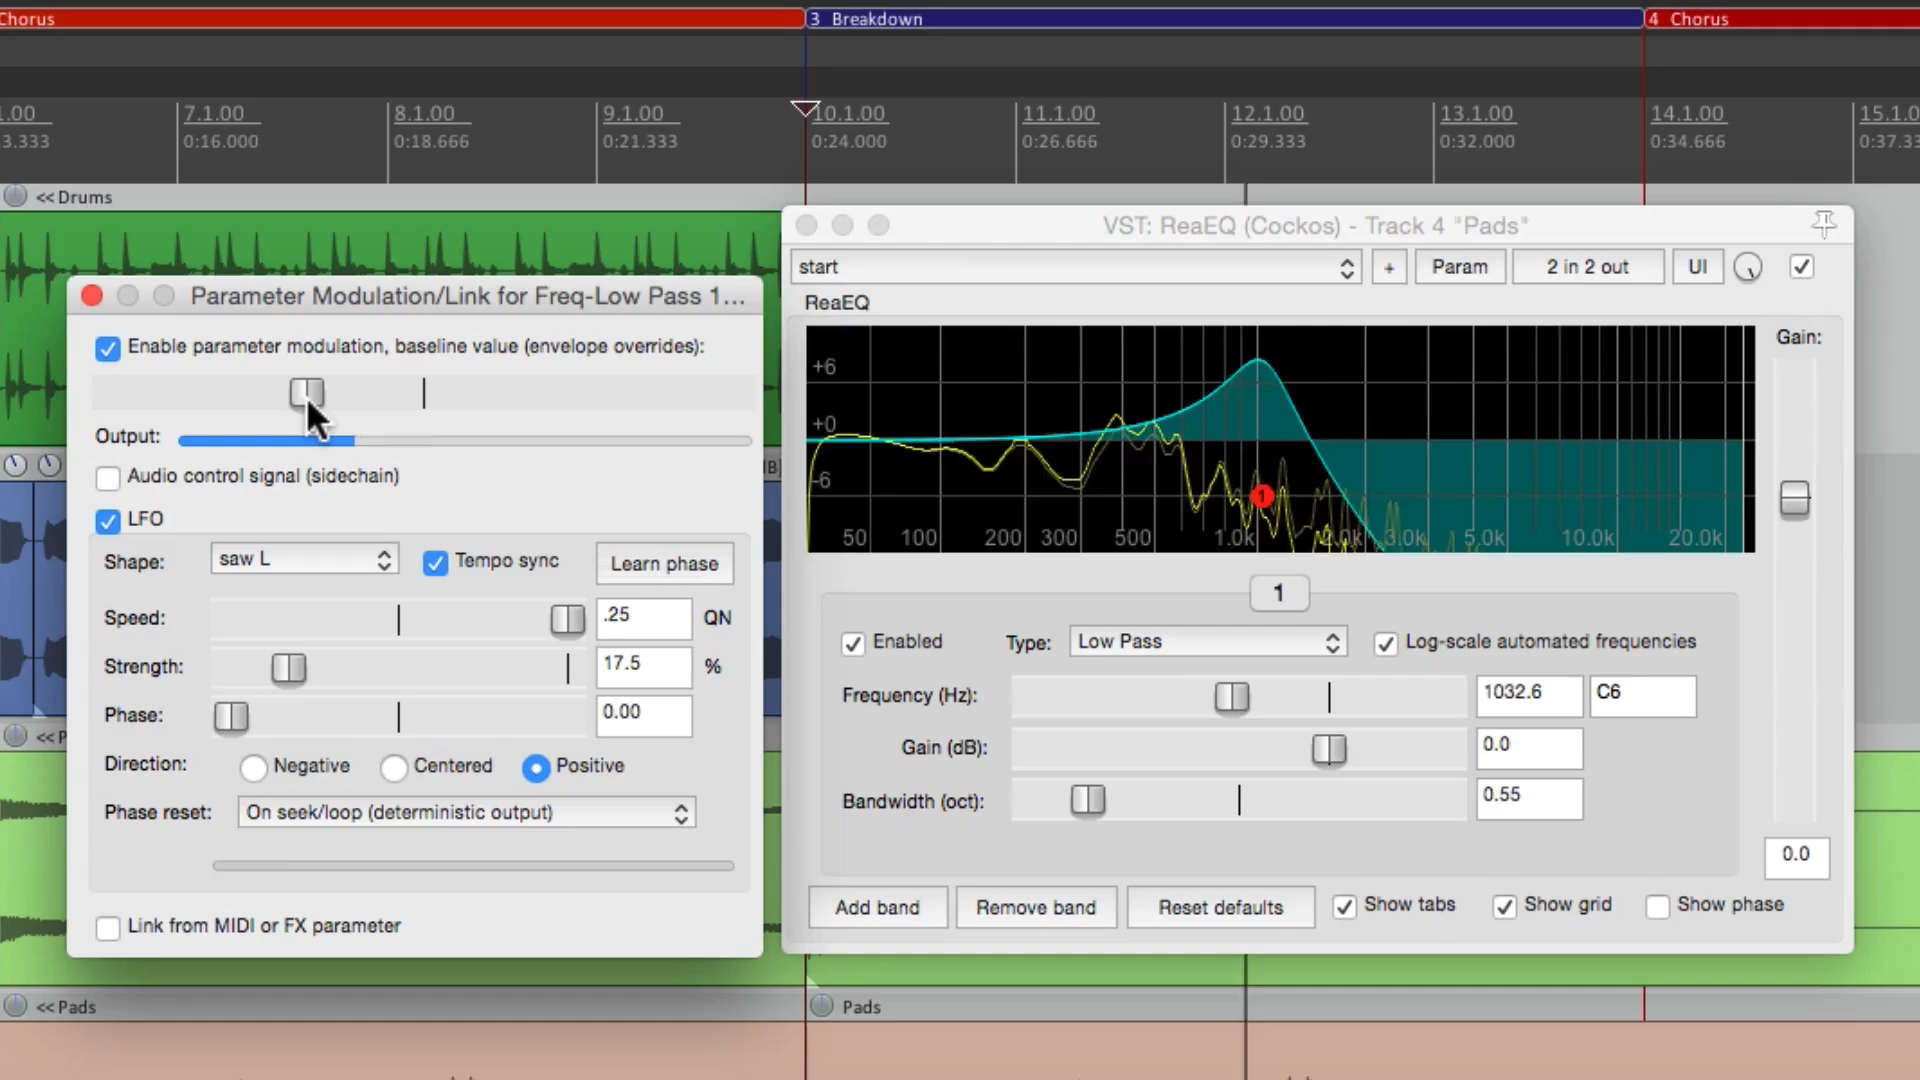 Chorus
3 Breakdown
4 Chorus
.00
7.1.00
8.1.00
9.1.00
10.1.00
11.1.00
12.1.00
13.1.00
14.1.00
15.1.0
3.333
0:16.000
0:18.666
0:21.333
0:24.000
0:26.666
0:29.333
0:32.000
0:34.666
0:37.33
<< Drums
VST: ReaEQ (Cockos) - Track 4 "Pads"
start
+
Param
2 in 2 out
UI
ReaEQ
Parameter Modulation/Link for Freq-Low Pass 1...
Enable parameter modulation, baseline value (envelope overrides):
Output:
Audio control signal (sidechain)
LFO
Shape:
saw L
Tempo sync
Learn phase
Speed:
.25
QN
Strength:
17.5
%
Phase:
0.00
Direction:
Negative
Centered
Positive
Phase reset:
On seek/loop (deterministic output)
Link from MIDI or FX parameter
Gain:
+6
+0
-6
1
50
100
200
300
500
1.0k
2.0k
3.0k
5.0k
10.0k
20.0k
1
Enabled
Type:
Low Pass
Log-scale automated frequencies
Frequency (Hz):
1032.6
C6
Gain (dB):
0.0
Bandwidth (oct):
0.55
0.0
Add band
Remove band
Reset defaults
Show tabs
Show grid
Show phase
<< P
B)
<< Pads
Pads